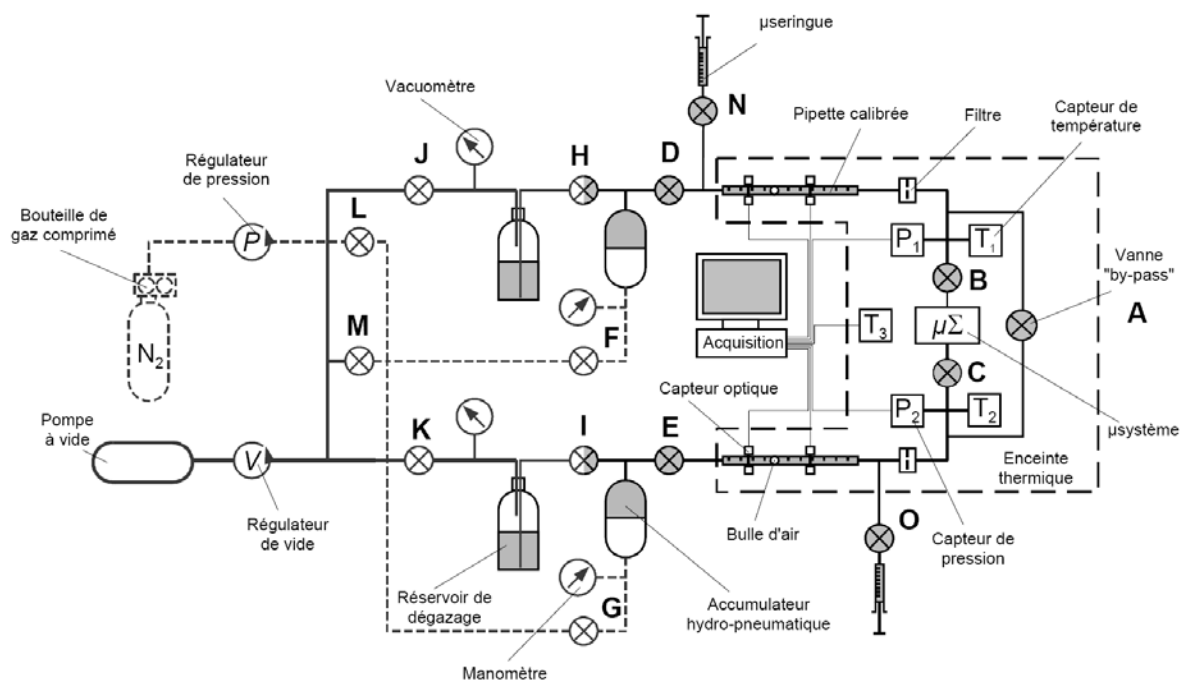 µseringue
Vacuomètre
N
Pipette calibrée
Filtre
Capteur de
température
J
H
D
Régulateur
de pression
L
Bouteille de
gaz comprimé
P
P1
T1
Vanne
"by-pass"
B
A
N2
M
F
Acquisition
T3
µΣ
C
Capteur optique
P2
T2
Pompe
à vide
K
I
E
µsystème
V
Enceinte
thermique
Régulateur
de vide
Bulle d'air
O
Capteur de
pression
Réservoir de
dégazage
G
Accumulateur
hydro-pneumatique
Manomètre